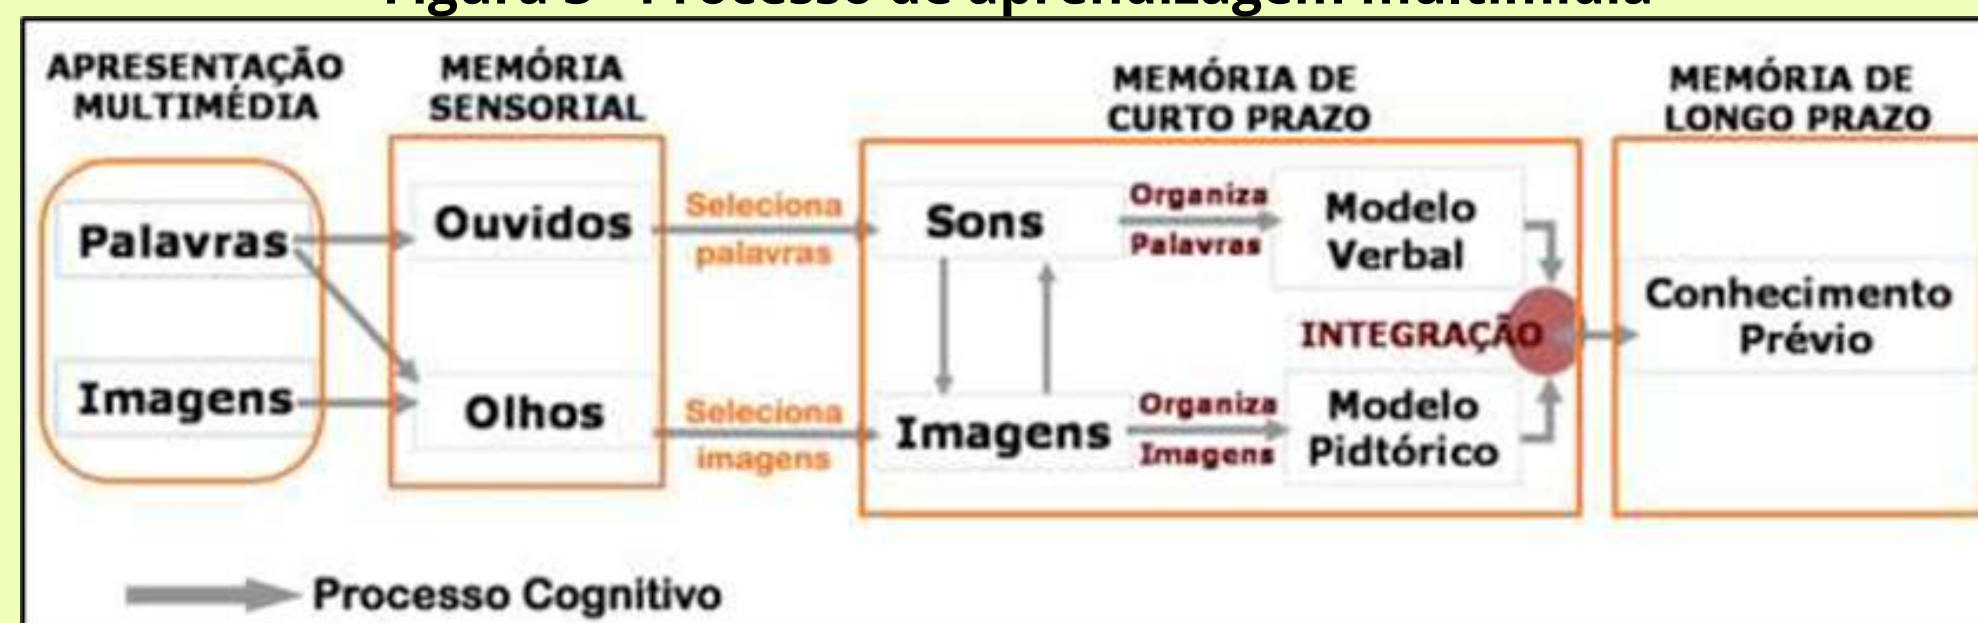 APRESENTAÇÃO
MULTIMÉDIA
MEMÓRIA
SENSORIAL
MEMÓRIA DE
CURTO PRAZO
MEMÓRIA DE
LONGO PRAZO
Palavras
Imagens
Ouvidos
Olhos
Seleciona
palavras
Seleciona
imagens
Sons
Imagens
Organiza
Palavras
Organiza
Imagens
Modelo
Verbal
INTEGRAÇÃO
Modelo
Pidtórico
Conhecimento
Prévio
Processo Cognitivo